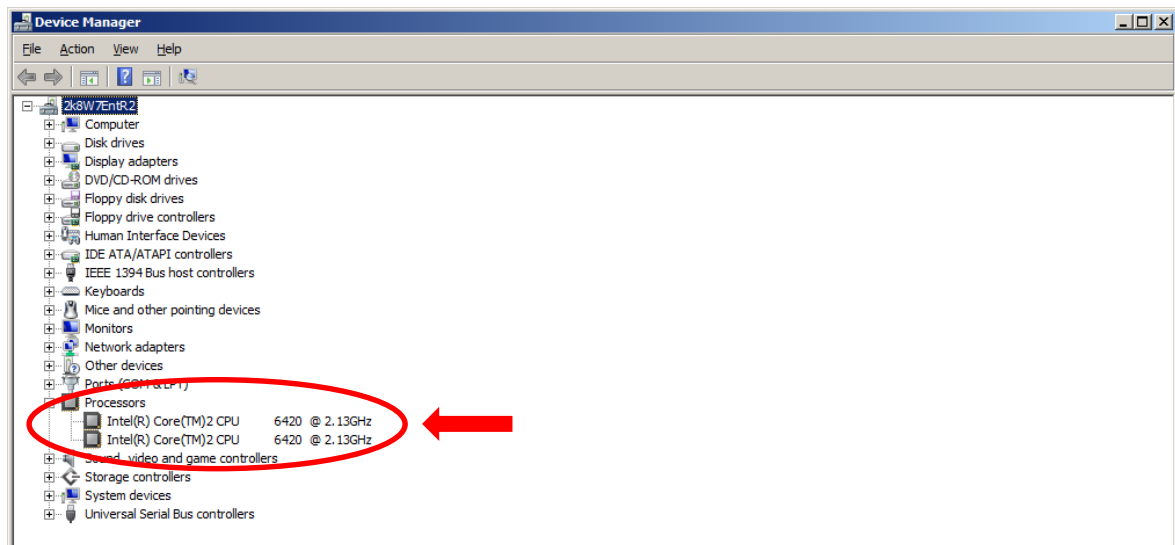 Device Manager
File Action View Help
2k8W7EntR2
Computer
Disk drives
Display adapters
DVD/CD-ROM drives
Floppy disk drives
Floppy drive controllers
Human Interface Devices
IDE ATA/ATAPI controllers
IEEE 1394 Bus host controllers
Keyboards
Mice and other pointing devices
Monitors
Network adapters
Other devices
Ports (COM & LPT)
Processors
Intel(R) Core(TM)2 CPU 6420 @ 2.13GHz
Intel(R) Core(TM)2 CPU 6420 @ 2.13GHz
Sound, video and game controllers
Storage controllers
System devices
Universal Serial Bus controllers